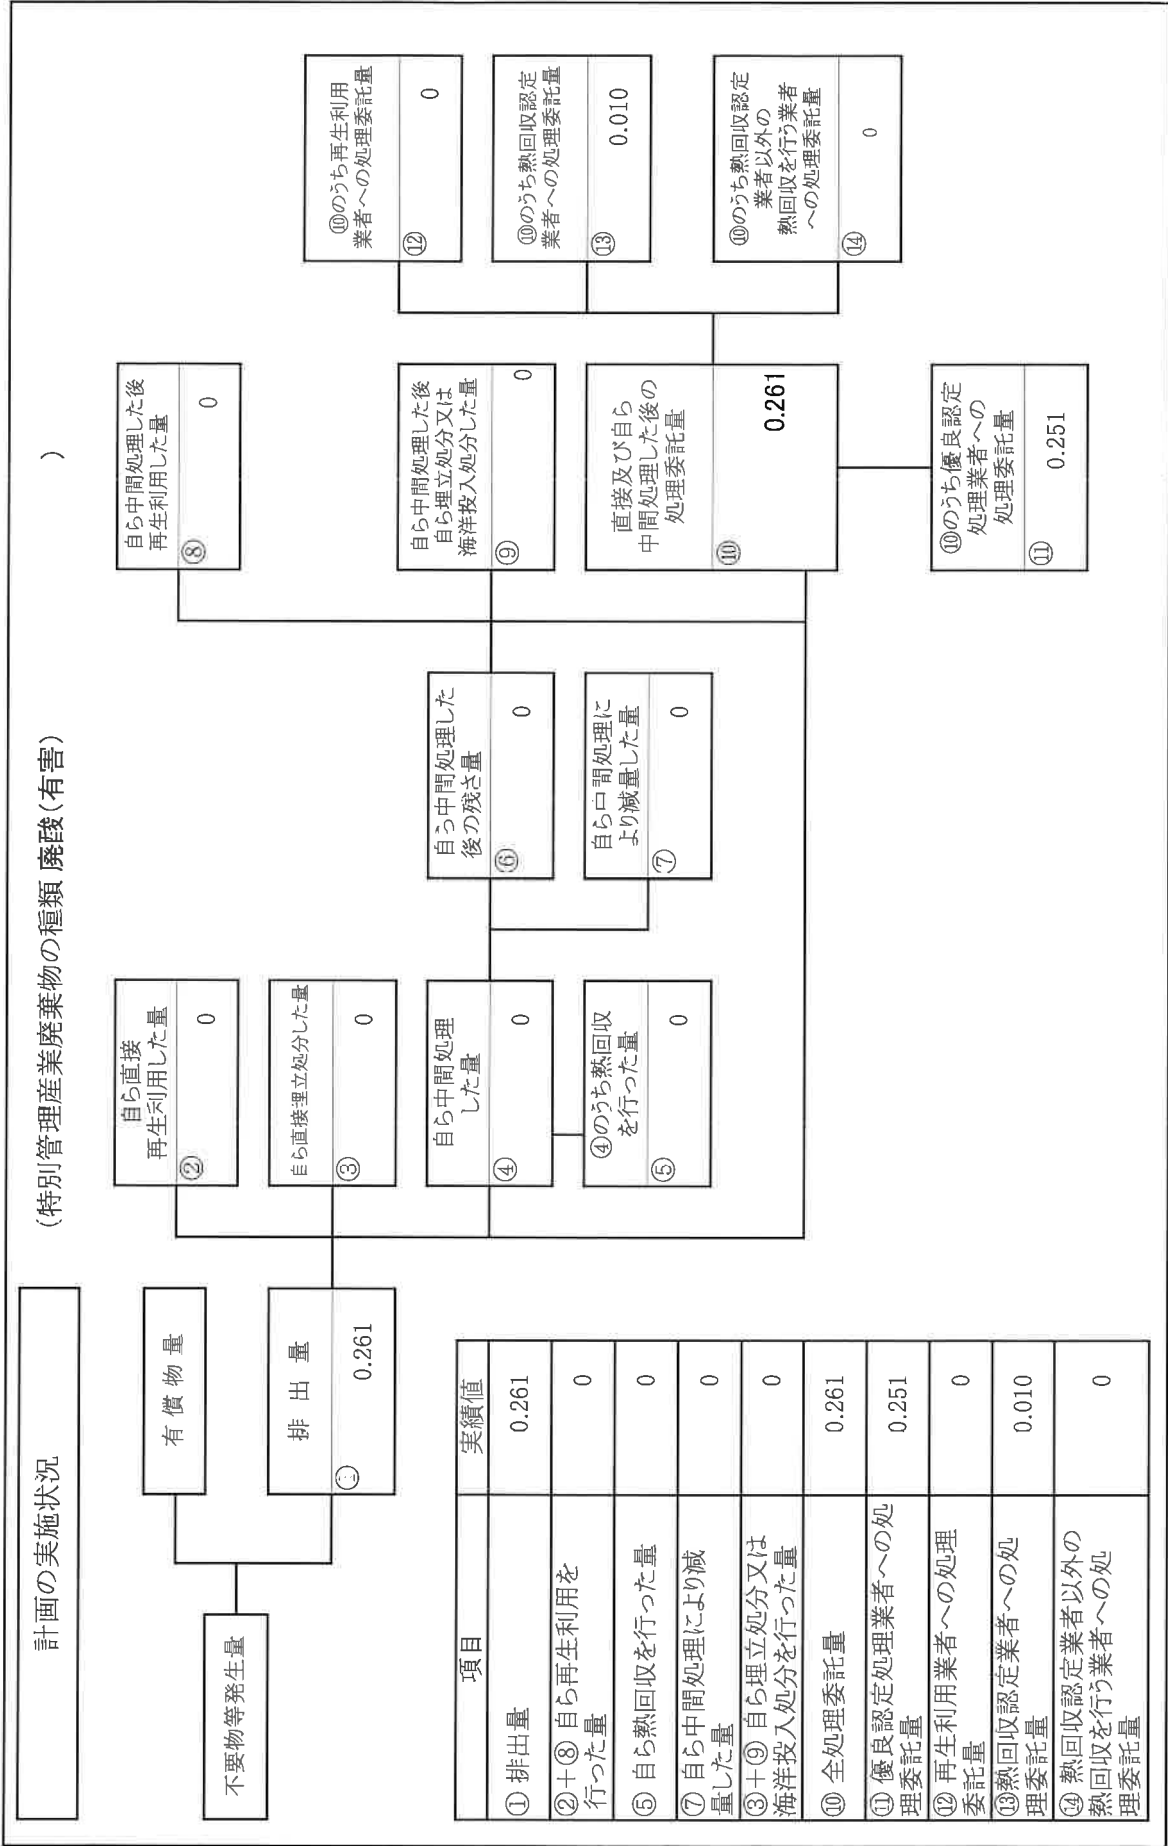 計画の実施状況
(特別管理産業廃棄物の種類 廃酸(有害)
)
不要物等発生量
有償物量
排出量
①
0.261
自ら直接
再生利用した量
②
0
自ら直接埋立処分した量
③
0
自ら中間処理
した量
④
0
④のうち熱回収
を行った量
⑤
0
自ら中間処理した
後の残さ量
⑥
0
自ら中間処理に
より減量した量
⑦
0
自ら中間処理した後
再生利用した量
⑧
0
自ら中間処理した後
自ら埋立処分又は
海洋投入処分した量
⑨
0
直接及び自ら
中間処理した後の
処理委託量
⑩
0.261
⑩のうち優良認定
処理業者への
処理委託量
⑪
0.251
⑩のうち再生利用
業者への処理委託量
⑫
0
⑩のうち熱回収認定
業者への処理委託量
⑬
0.010
⑩のうち熱回収認定
業者以外の
熱回収を行う業者
への処理委託量
⑭
0
項目 実績値
① 排出量 0.261
②＋⑧ 自ら再生利用を
行った量 0
⑤ 自ら熱回収を行った量 0
⑦ 自ら中間処理により減
量した量 0
③＋⑨ 自ら埋立処分又は
海洋投入処分を行った量 0
⑩ 全処理委託量 0.261
⑪ 優良認定処理業者への処
理委託量 0.251
⑫ 再生利用業者への処理
委託量 0
⑬熱回収認定業者への処
理委託量 0.010
⑭ 熱回収認定業者以外の
熱回収を行う業者への処
理委託量 0